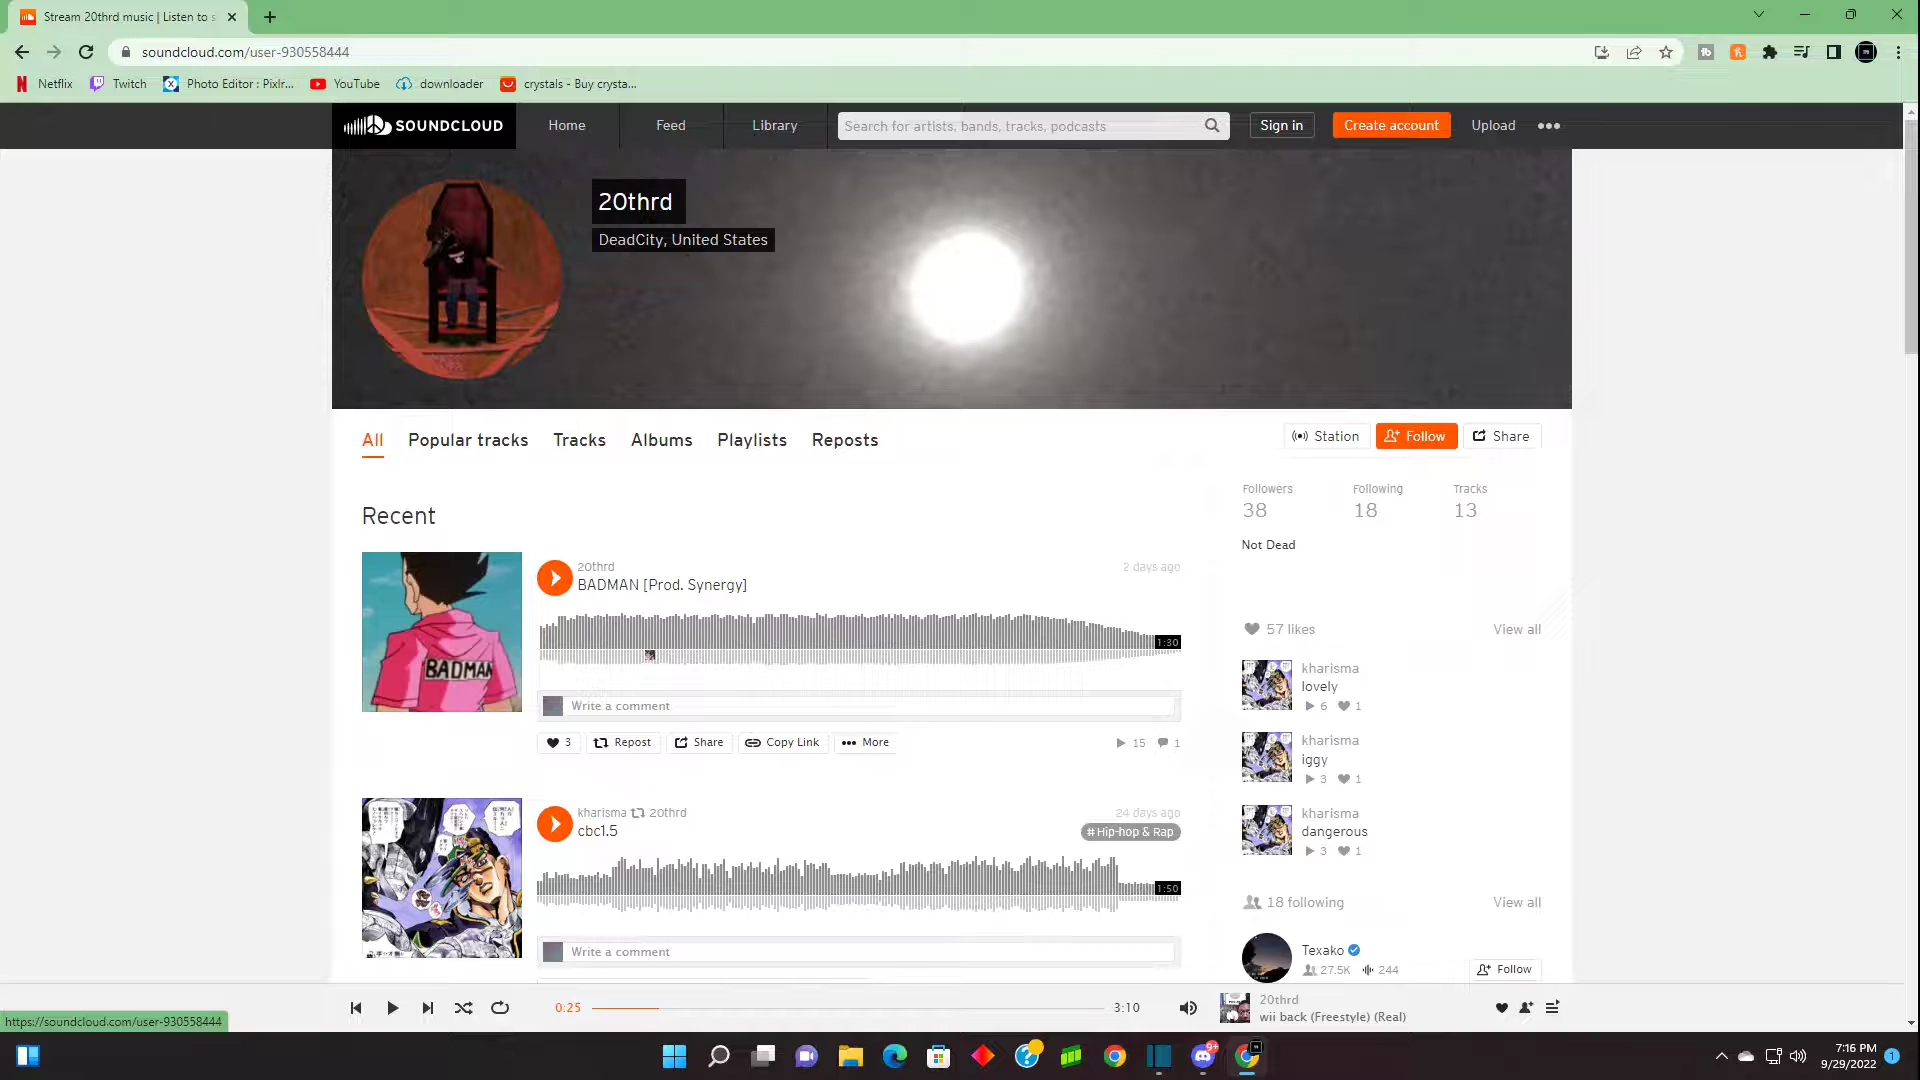 Stream 20thrd music | Listen to s
soundcloud.com/user-930558444
Netflix
Twitch
Photo Editor : Pixlr...
YouTube
downloader
crystals - Buy crysta...
SOUNDCLOUD
Home
Feed
Library
Search for artists, bands, tracks, podcasts
Sign in
Create account
Upload
20thrd
DeadCity, United States
All
Popular tracks
Tracks
Albums
Playlists
Reposts
Station
Follow
Share
Followers
38
Following
18
Tracks
13
Not Dead
Recent
20thrd
BADMAN [Prod. Synergy]
2 days ago
BADMAN
1:30
Write a comment
3
Repost
Share
Copy Link
More
15
1
57 likes
View all
kharisma
lovely
6
1
kharisma
iggy
3
1
kharisma
dangerous
3
1
kharisma 20thrd
cbc1.5
24 days ago
# Hip-hop & Rap
1:50
Write a comment
18 following
View all
Texako
27.5K
244
Follow
0:25
3:10
20thrd
wii back (Freestyle) (Real)
https://soundcloud.com/user-930558444
9+
7:16 PM
9/29/2022
1